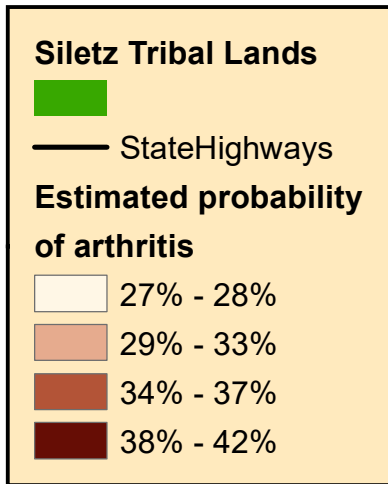 Siletz Tribal Lands
StateHighways
Estimated probability
of arthritis
27% - 28%
29% - 33%
34% - 37%
38% - 42%